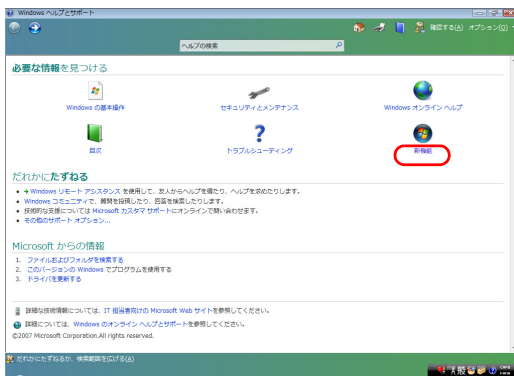 Windows ヘルプとサポート
確認する(A) オプション(O)
ヘルプの検索
必要な情報を見つける
Windows の基本操作
セキュリティとメンテナンス
Windows オンライン ヘルプ
目次
トラブルシューティング
新機能
だれかにたずねる
Windows リモート アシスタンス を使用して、友人からヘルプを得たり、ヘルプを求めたりします。
Windows コミュニティで、質問を投稿したり、回答を検索したりします。
技術的な支援については Microsoft カスタマ サポートにオンラインで問い合わせます。
その他のサポート オプション...
Microsoft からの情報
1. ファイルおよびフォルダを検索する
2. このバージョンの Windows でプログラムを使用する
3. ドライバを更新する
詳細な技術情報については、IT 担当者向けの Microsoft Web サイトを参照してください。
詳細については、Windows のオンライン ヘルプとサポートを参照してください。
©2007 Microsoft Corporation.All rights reserved.
だれかにたずねるか、検索範囲を広げる(A)
A 般 CAPS KANA